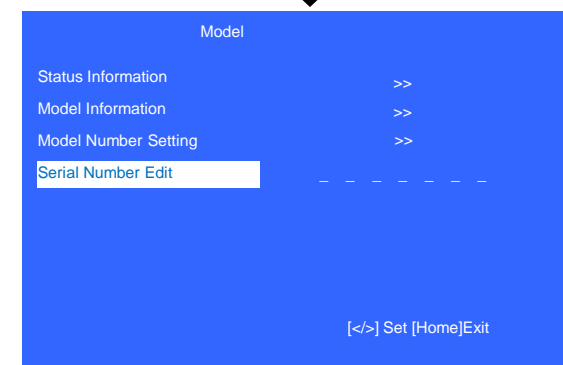 Model
Status Information >>
Model Information >>
Model Number Setting >>
Serial Number Edit _ _ _ _ _ _ _
[</>] Set [Home]Exit